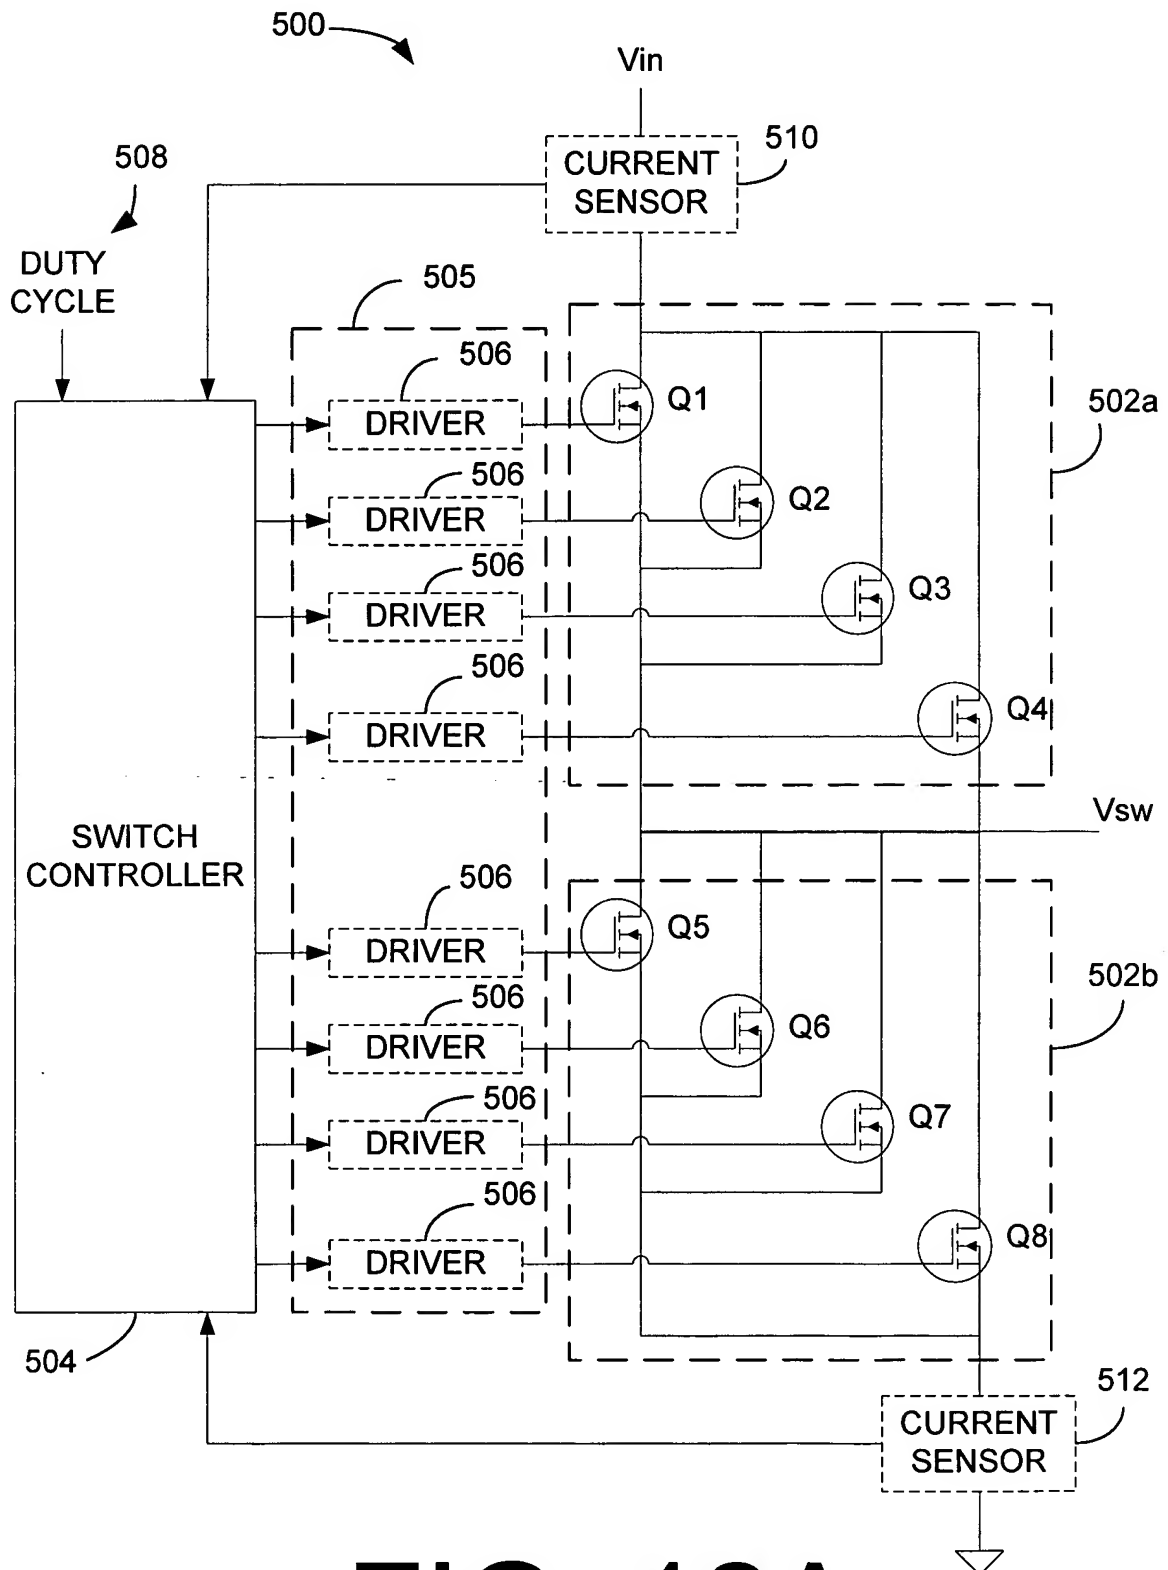 500
Vin
510
CURRENT
SENSOR
508
DUTY
CYCLE
505
506
DRIVER
Q1
502a
506
DRIVER
Q2
506
DRIVER
Q3
506
DRIVER
Q4
Vsw
SWITCH
CONTROLLER
506
DRIVER
Q5
502b
506
DRIVER
Q6
506
DRIVER
Q7
506
DRIVER
Q8
504
512
CURRENT
SENSOR